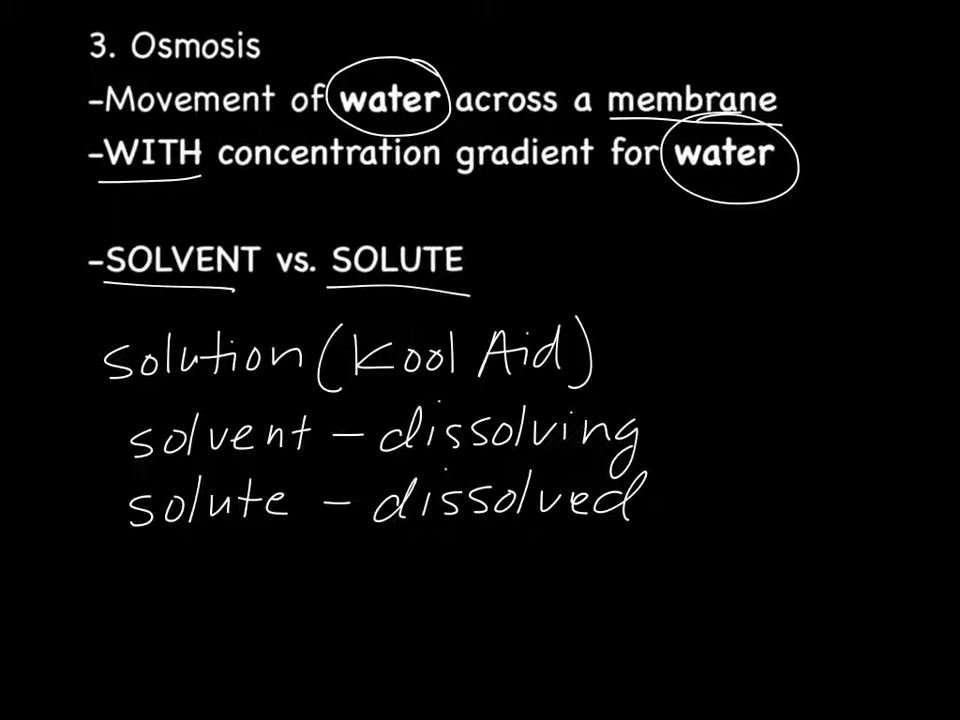 3. Osmosis
-Movement of water across a membrane
-WITH concentration gradient for water
-SOLVENT vs. SOLUTE
solution (Kool Aid)
solvent - dissolving
solute - dissolved